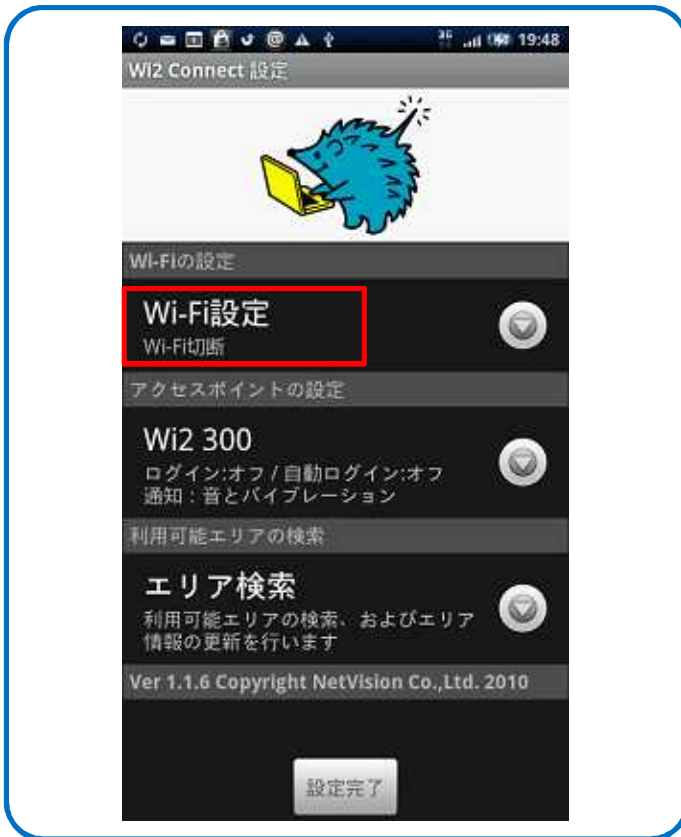 3G 19:48
Wi2 Connect 設定
Wi-Fiの設定
Wi-Fi設定
Wi-Fi切断
アクセスポイントの設定
Wi2 300
ログイン:オフ / 自動ログイン:オフ
通知：音とバイブレーション
利用可能エリアの検索
エリア検索
利用可能エリアの検索、およびエリア
情報の更新を行います
Ver 1.1.6 Copyright NetVision Co.,Ltd. 2010
設定完了